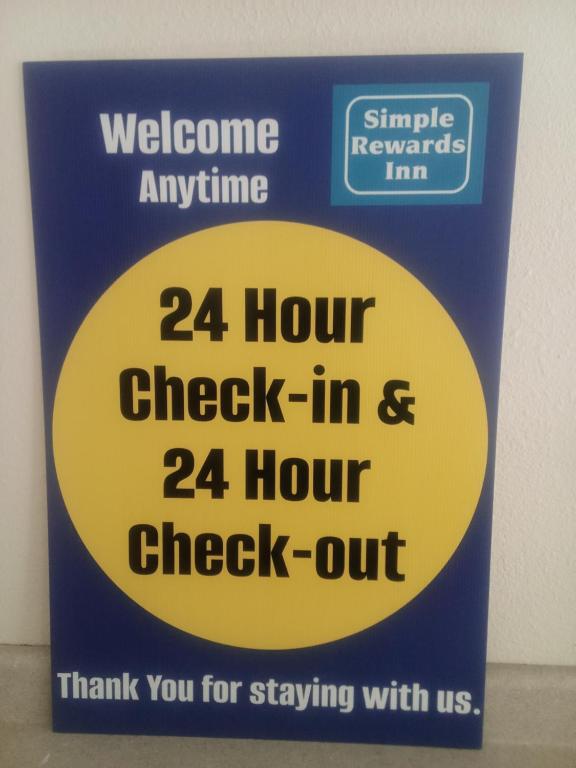 Welcome
Anytime
Simple
Rewards
Inn
24 Hour
Check-in &
24 Hour
Check-out
Thank You for staying with us.